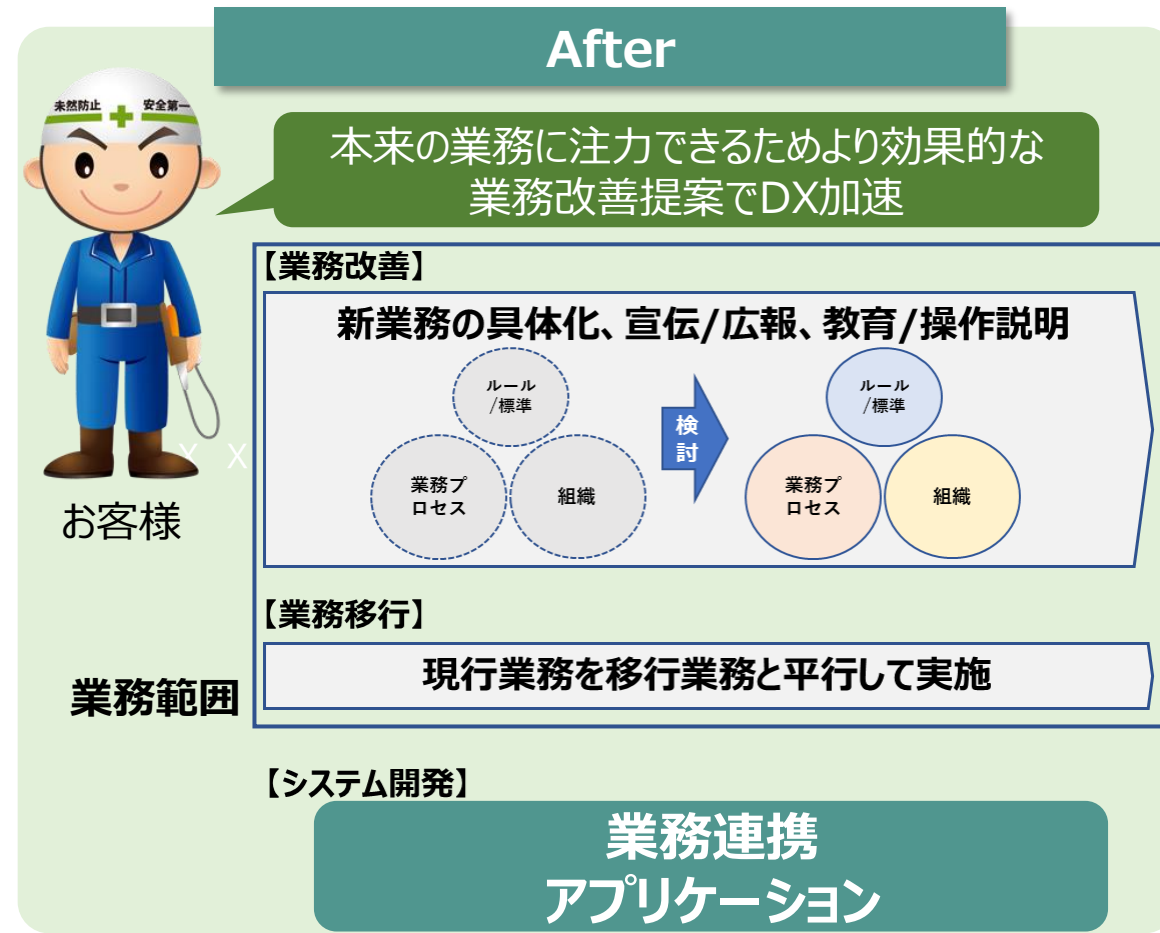 After
未然防止 安全第一
本来の業務に注力できるためより効果的な
業務改善提案でDX加速
【業務改善】
新業務の具体化、宣伝/広報、教育/操作説明
ルール
/標準
業務プ
ロセス
組織
検
討
ルール
/標準
業務プ
ロセス
組織
X X
お客様
【業務移行】
現行業務を移行業務と平行して実施
業務範囲
【システム開発】
業務連携
アプリケーション